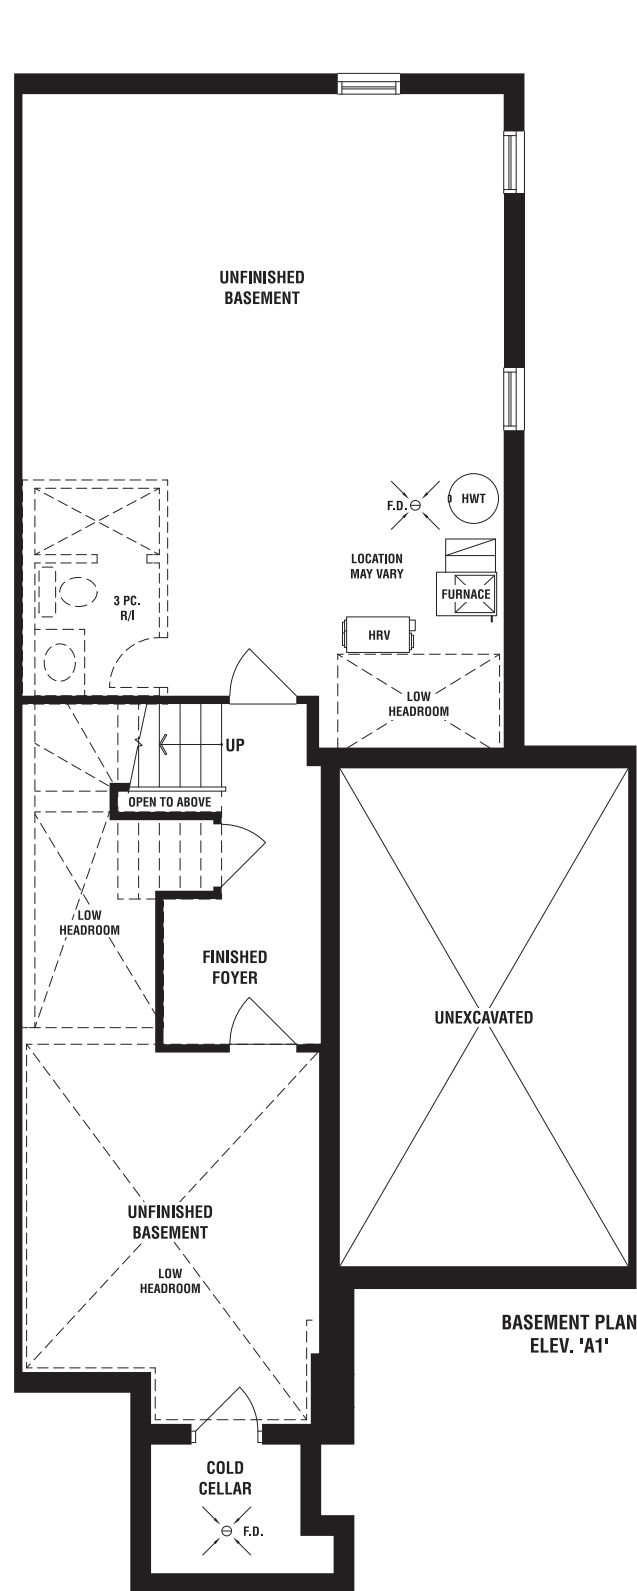 UNFINISHED
BASEMENT
F.D.
HWT
LOCATION
MAY VARY
FURNACE
3 PC.
R/I
HRV
LOW
HEADROOM
UP
OPEN TO ABOVE
LOW
HEADROOM
FINISHED
FOYER
UNEXCAVATED
UNFINISHED
BASEMENT
LOW
HEADROOM
BASEMENT PLAN
ELEV. 'A1'
COLD
CELLAR
F.D.